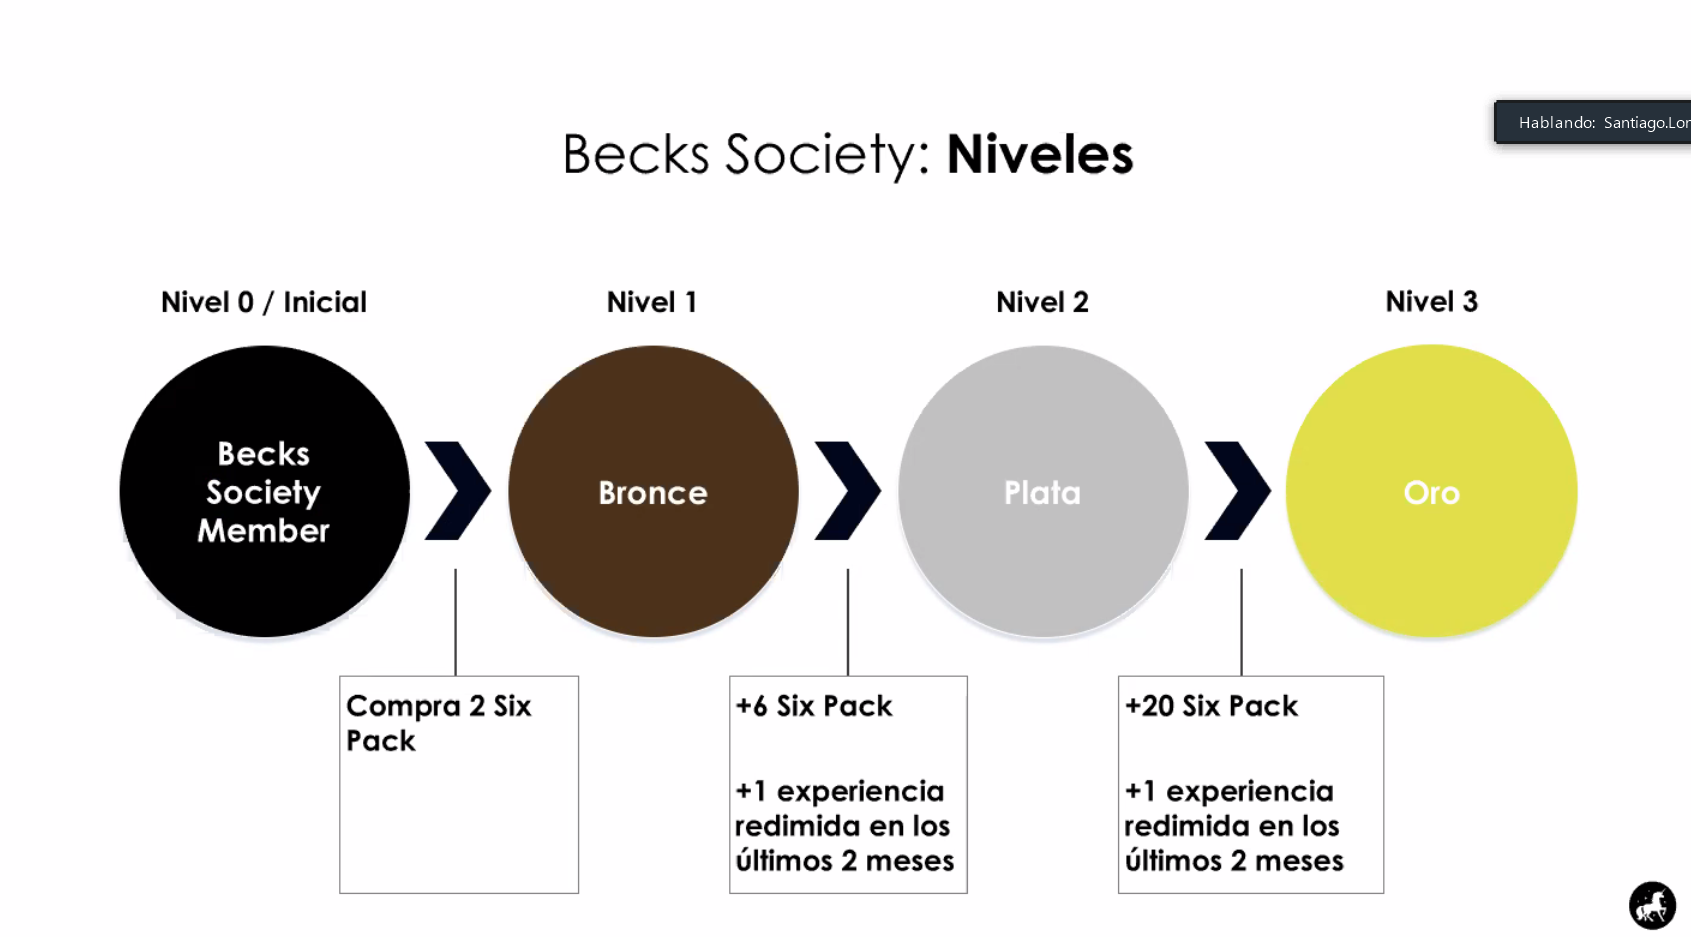 Hablando: Santiago.Lor
Becks Society: Niveles
Nivel 0 / Inicial
Nivel 1
Nivel 2
Nivel 3
Becks
Society
Member
Bronce
Plata
Oro
Compra 2 Six
Pack
+6 Six Pack
+1 experiencia
redimida en los
últimos 2 meses
+20 Six Pack
+1 experiencia
redimida en los
últimos 2 meses